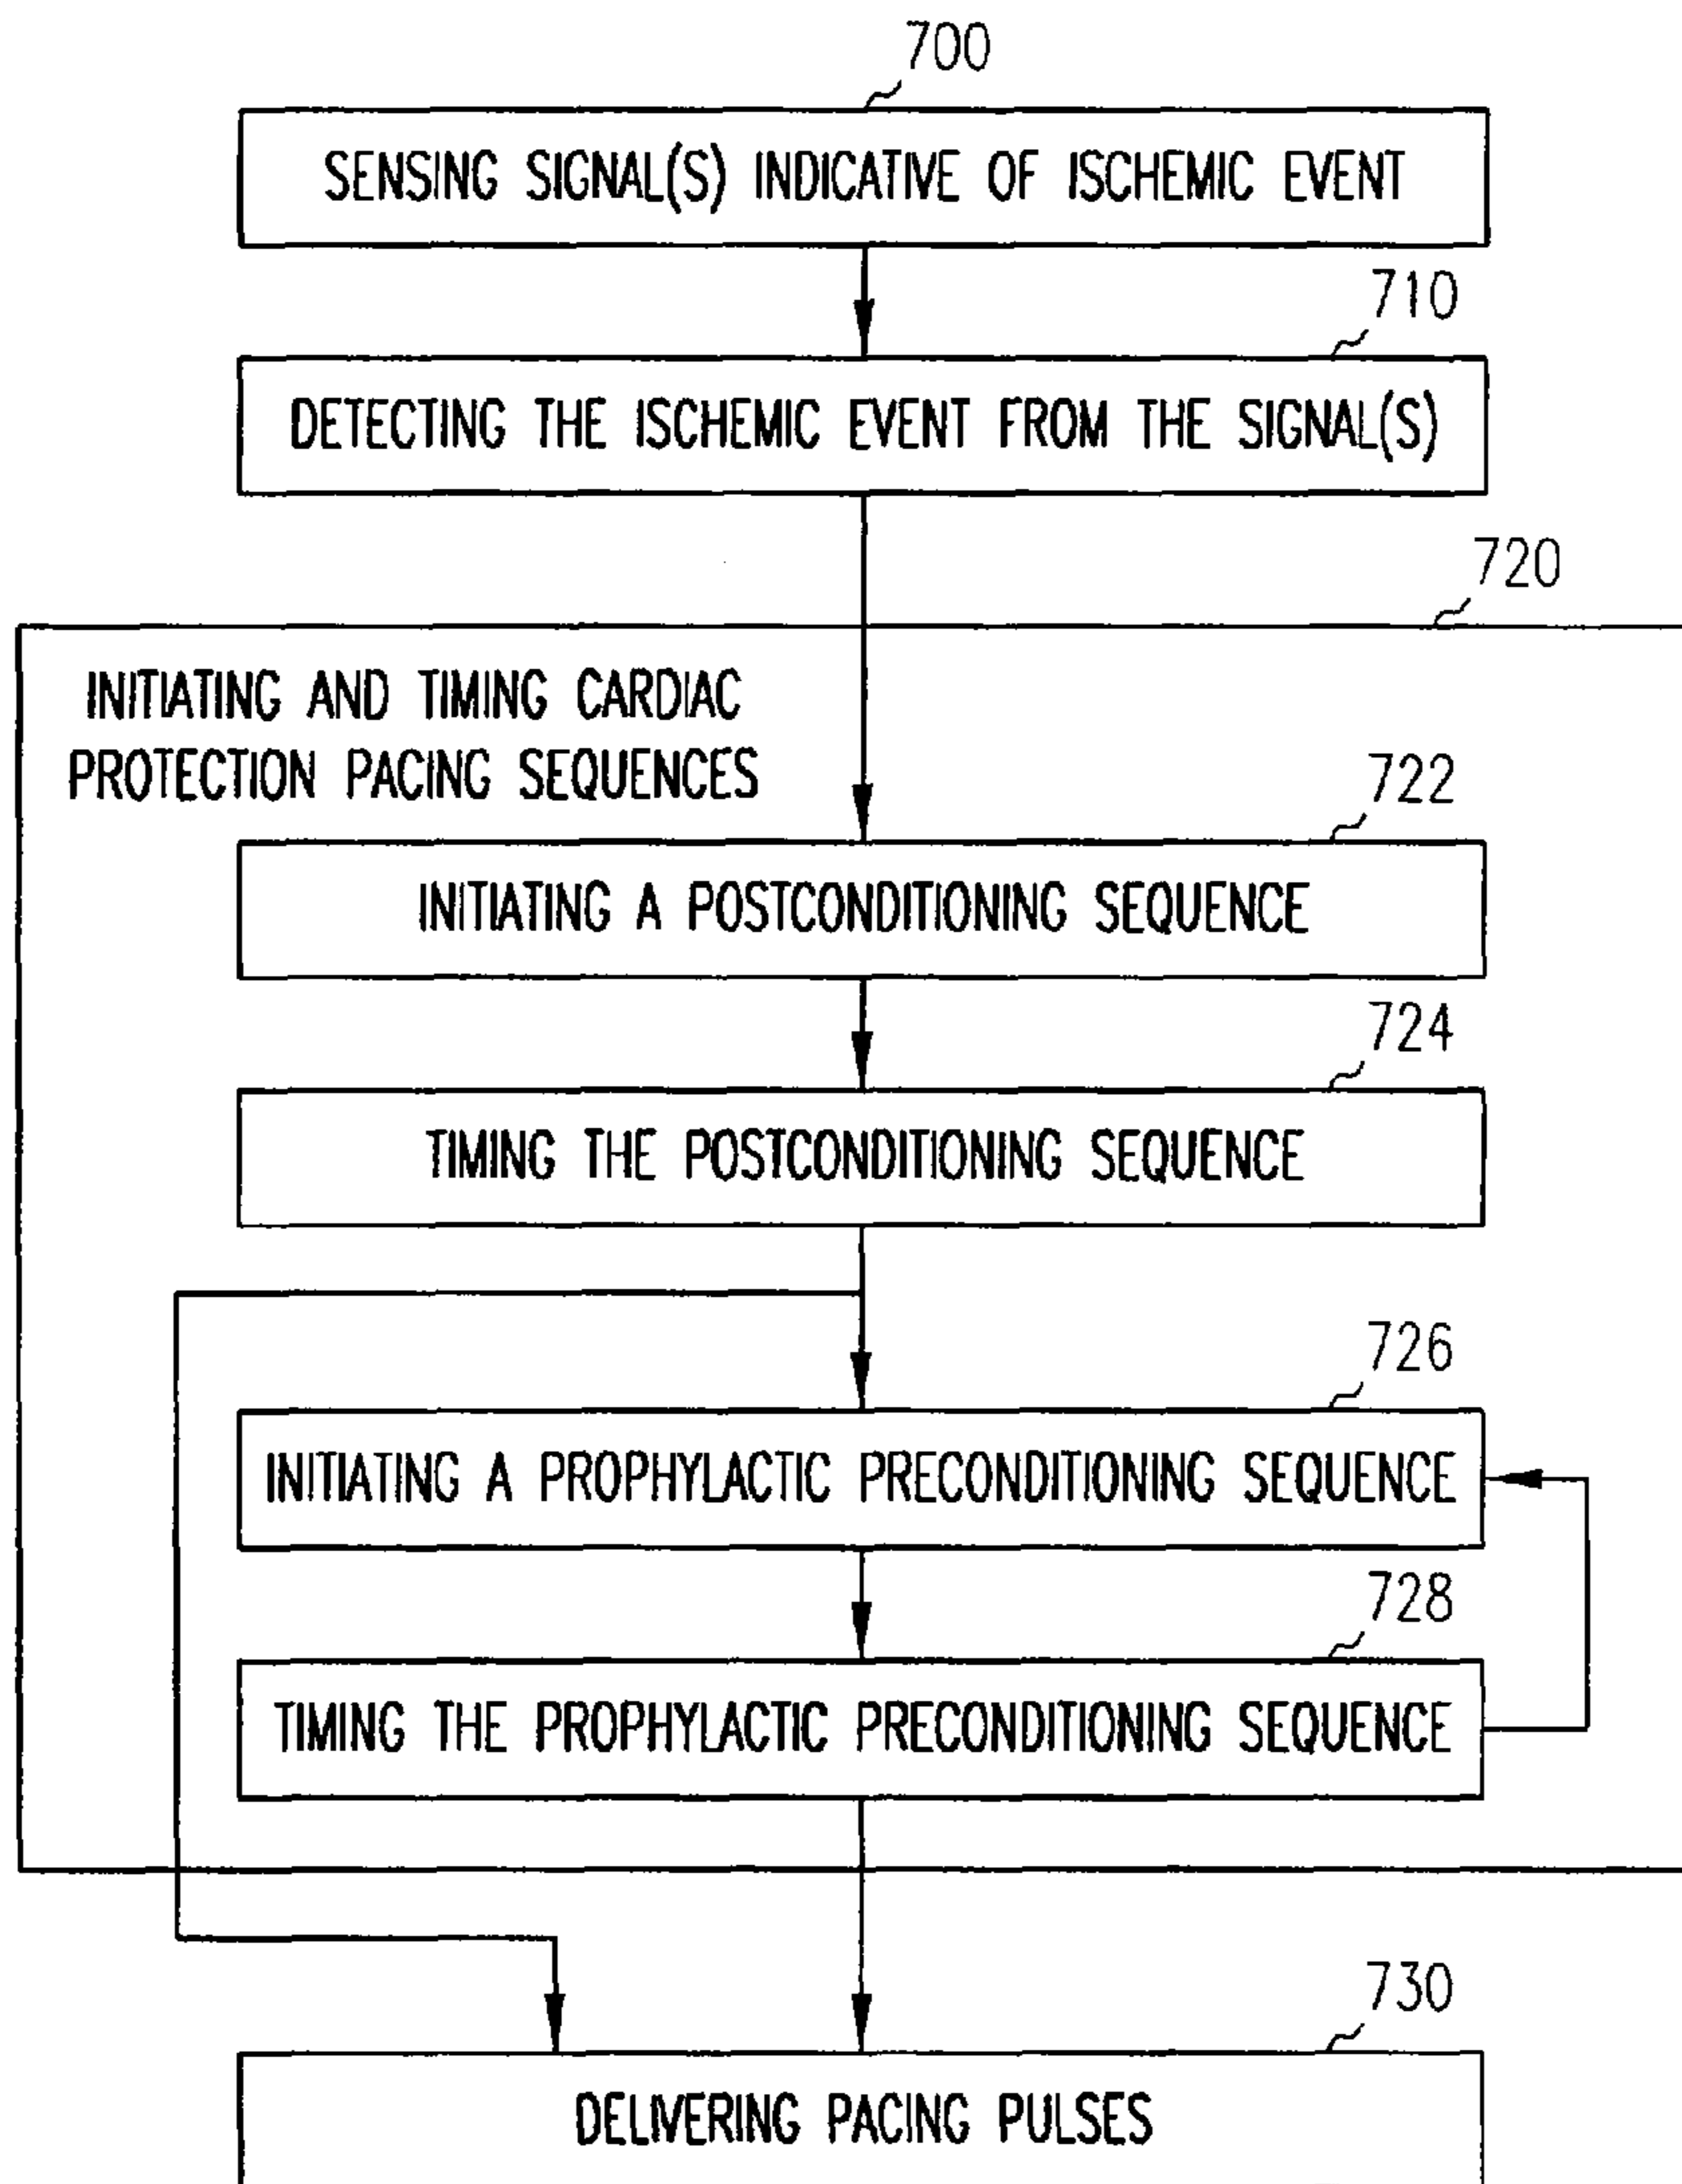 700
SENSING SIGNAL(S) INDICATIVE OF ISCHEMIC EVENT
710
DETECTING THE ISCHEMIC EVENT FROM THE SIGNAL(S)
720
INITIATING AND TIMING CARDIAC
PROTECTION PACING SEQUENCES
722
INITIATING A POSTCONDITIONING SEQUENCE
724
TIMING THE POSTCONDITIONING SEQUENCE
726
INITIATING A PROPHYLACTIC PRECONDITIONING SEQUENCE
728
TIMING THE PROPHYLACTIC PRECONDITIONING SEQUENCE
730
DELIVERING PACING PULSES